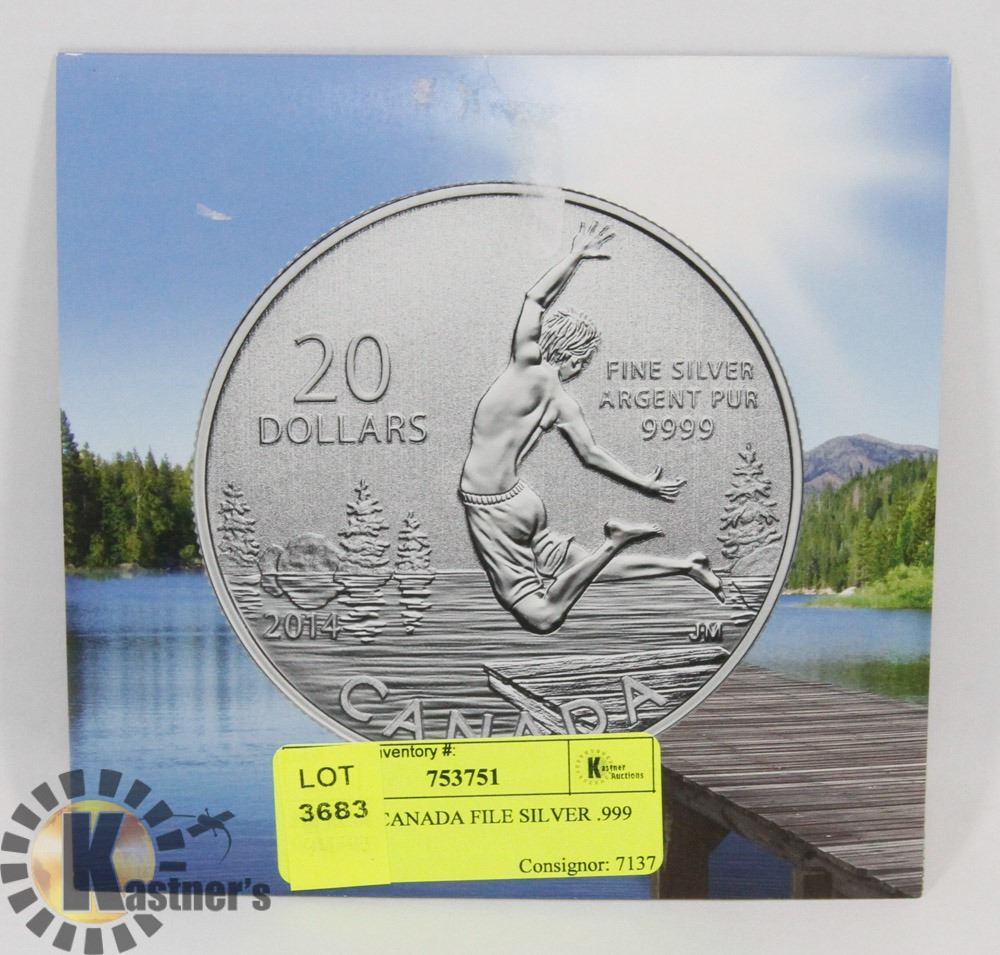 20
DOLLARS
FINE SILVER
ARGENT PUR
9999
2014
JM
CANADA
LOT
3683
nventory #:
753751
Kastner
Auctions
CANADA FILE SILVER .999
Consignor: 7137
Kastner's